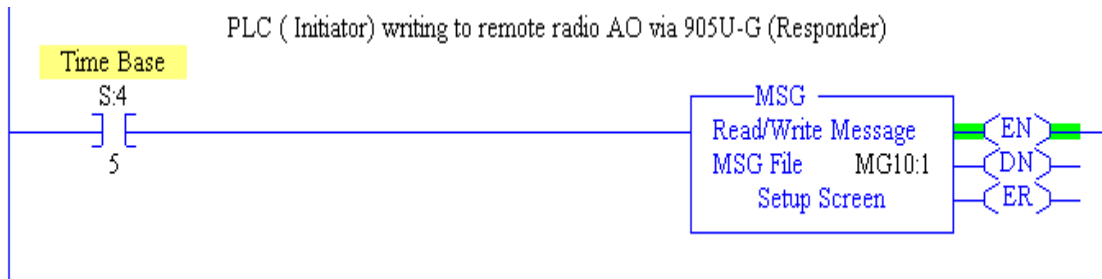 PLC ( Initiator) writing to remote radio AO via 905U-G (Responder)
Time Base
S:4
5
MSG
Read/Write Message
MSG File MG10:1
Setup Screen
EN
DN
ER